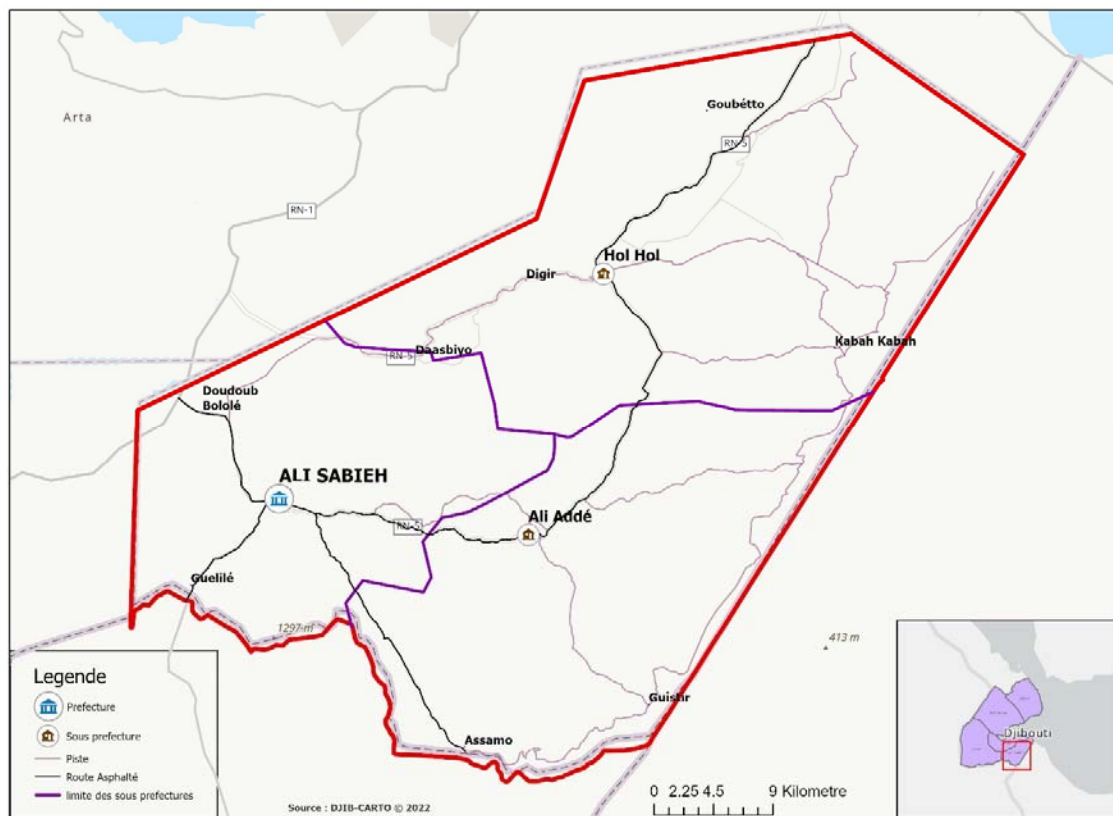 Goubétto
Arta
RN-5
RN-1
Hol Hol
Digir
Kabah Kabah
Daasbiyo
RN-5
Doudoub
Bololé
ALI SABIEH
Ali Addé
RN-5
Guelilé
1297 m
413 m
Guistir
Assamo
Legende
Prefecture
Sous prefecture
Piste
Route Asphalté
limite des sous prefectures
Source : DJIB-CARTO © 2022
0 2.25 4.5 9 Kilometre
Djibouti